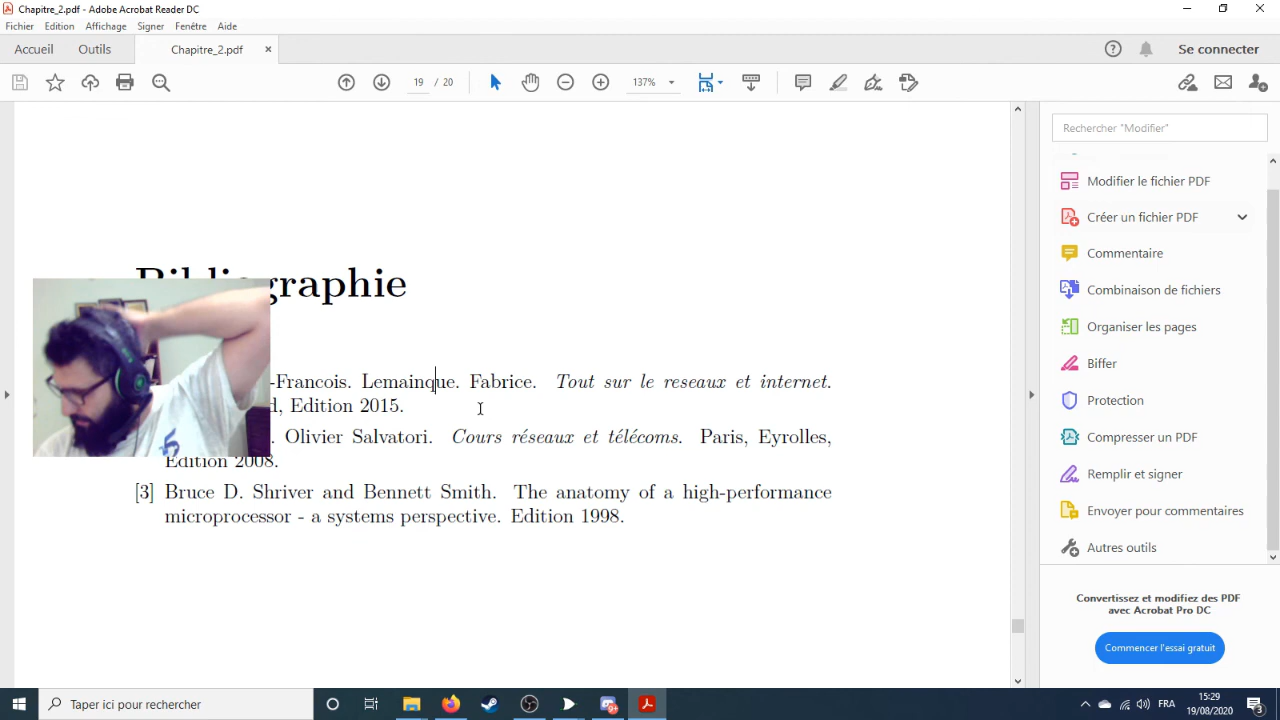 Chapitre_2.pdf - Adobe Acrobat Reader DC
Fichier Edition Affichage Signer Fenêtre Aide
Accueil Outils Chapitre_2.pdf × Se connecter
19 / 20 137%
Rechercher "Modifier"
Modifier le fichier PDF
Créer un fichier PDF
Commentaire
Combinaison de fichiers
Organiser les pages
Biffer
Protection
Compresser un PDF
Remplir et signer
Envoyer pour commentaires
Autres outils
Convertissez et modifiez des PDF
avec Acrobat Pro DC
Commencer l'essai gratuit
Bibliographie
-Francois. Lemainque. Fabrice. Tout sur le reseaux et internet.
d, Edition 2015.
. Olivier Salvatori. Cours réseaux et télécoms. Paris, Eyrolles,
Edition 2008.
[3] Bruce D. Shriver and Bennett Smith. The anatomy of a high-performance
microprocessor - a systems perspective. Edition 1998.
Taper ici pour rechercher
FRA
15:29
19/08/2020
3